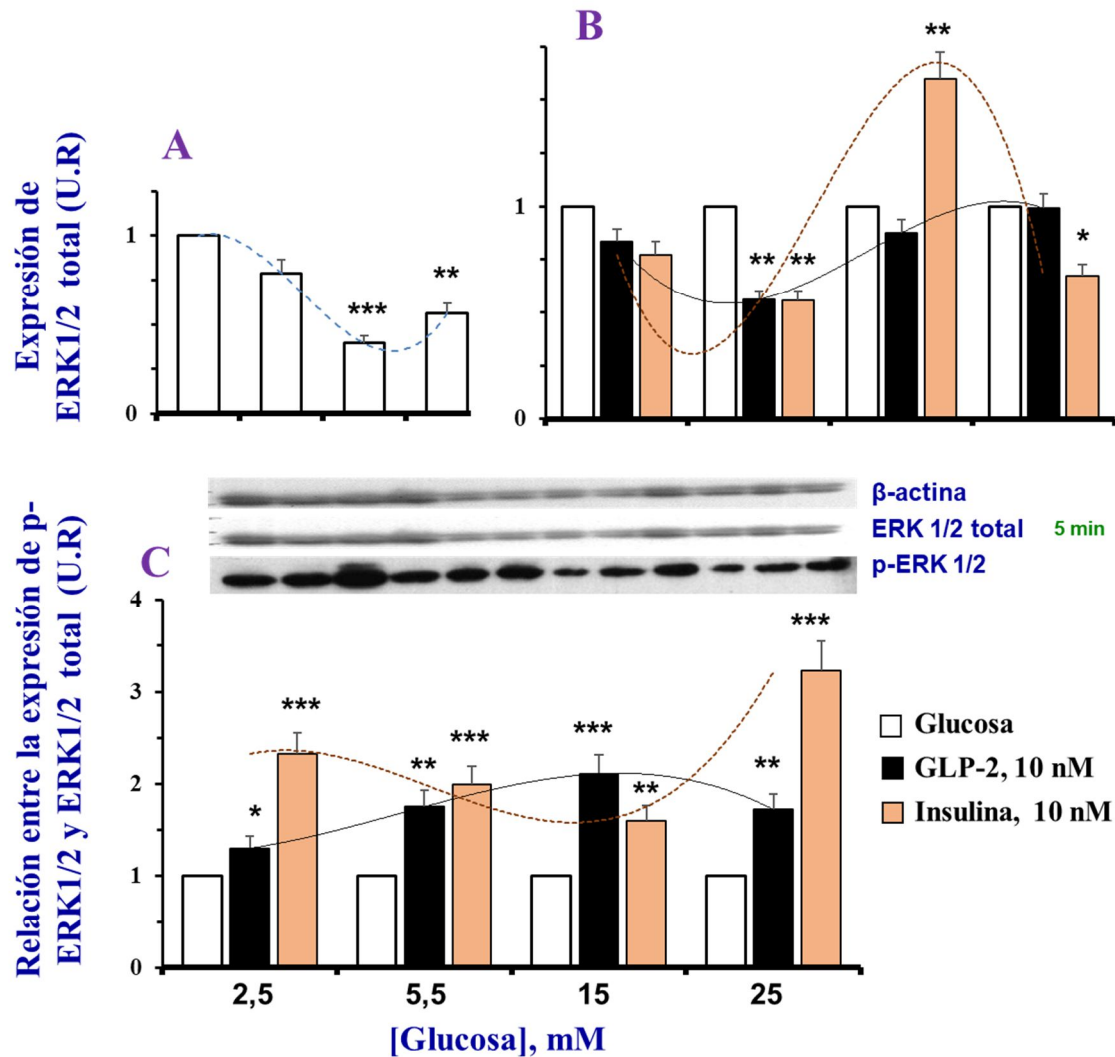 A
Expresión de
ERK1/2 total (U.R)
1
0
***
**
B
1
0
**
**
**
*
β-actina
ERK 1/2 total
5 min
p-ERK 1/2
C
Relación entre la expresión de p-
ERK1/2 y ERK1/2 total (U.R)
4
3
2
1
0
*
***
**
***
***
**
**
***
Glucosa
GLP-2, 10 nM
Insulina, 10 nM
2,5
5,5
15
25
[Glucosa], mM